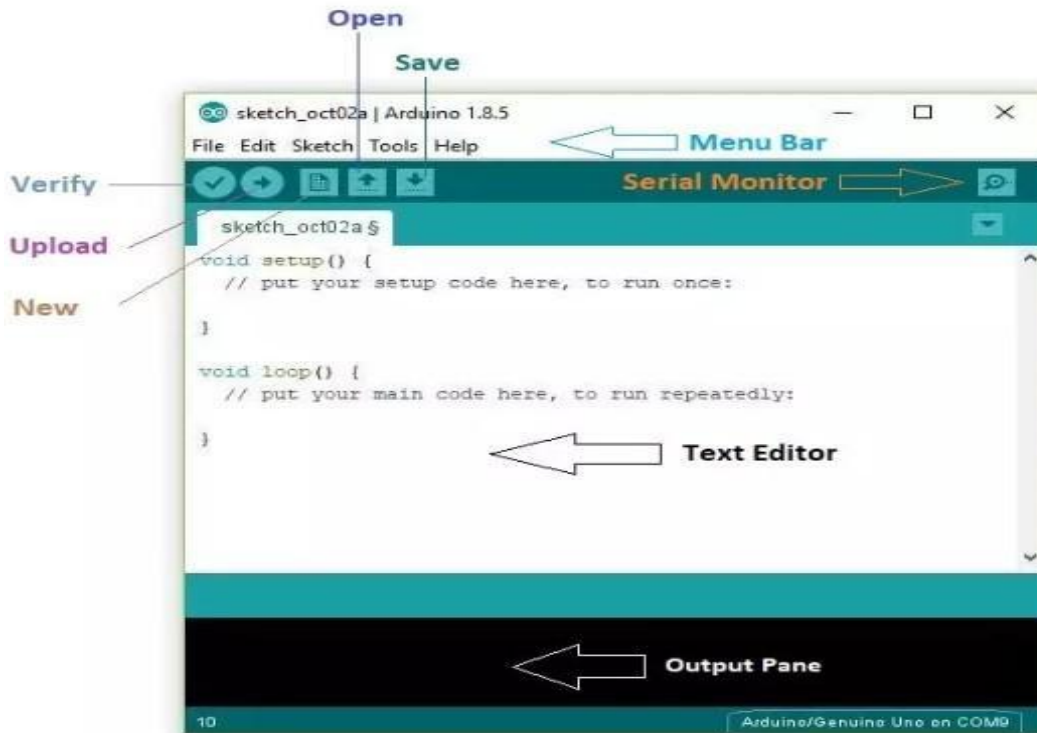 Open
Save
sketch_oct02a | Arduino 1.8.5
File Edit Sketch Tools Help
Menu Bar
Verify
Serial Monitor
sketch_oct02a §
Upload
void setup() {
// put your setup code here, to run once:
New
}
void loop() {
// put your main code here, to run repeatedly:
}
Text Editor
Output Pane
10
Arduino/Genuino Uno on COM9